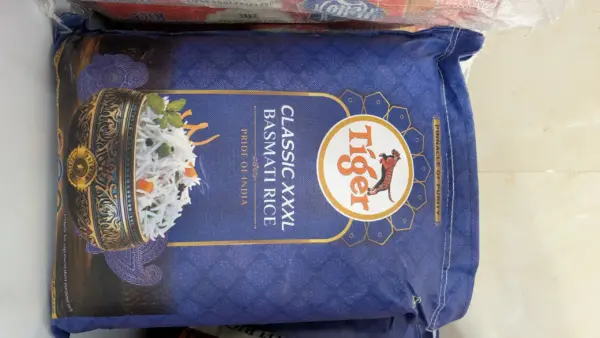 PINNACLE OF PURITY
Tiger
CLASSIC XXXL
BASMATI RICE
PRIDE OF INDIA